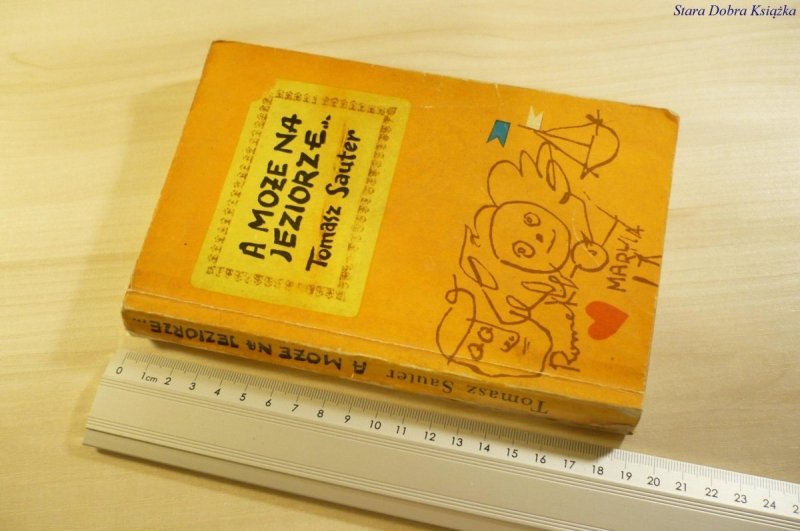 Stara Dobra Książka
A MOŻE NA
JEZIORZE...
Tomasz Sauter
MARYLA
Romek
Tomasz Sauter A MOŻE NA JEZIORZE...
0 1cm 2 3 4 5 6 7 8 9 10 11 12 13 14 15 16 17 18 19 20 21 22 23 24